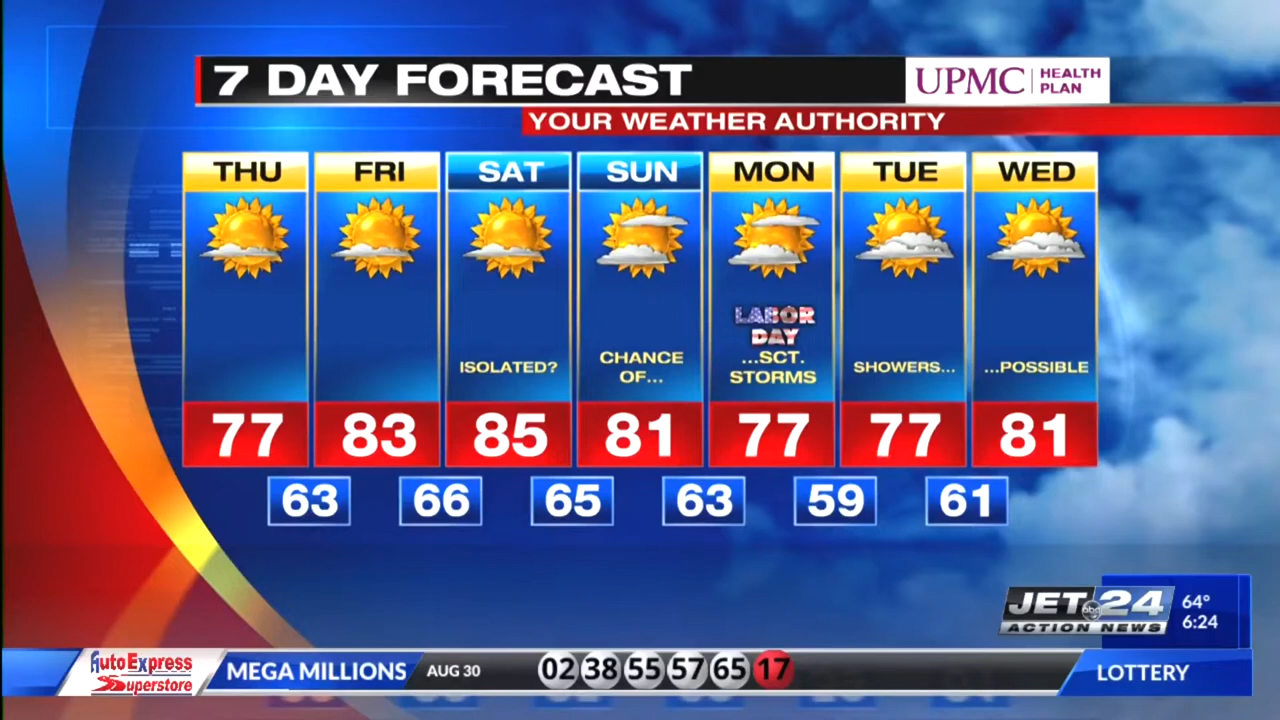 7 DAY FORECAST
UPMC HEALTH PLAN
YOUR WEATHER AUTHORITY
THU FRI SAT SUN MON TUE WED
LABOR
DAY
ISOLATED?
CHANCE
OF...
...SCT.
STORMS
SHOWERS...
...POSSIBLE
77 83 85 81 77 77 81
63 66 65 63 59 61
JET abc 24
ACTION NEWS
64°
6:24
AutoExpress
Superstore
MEGA MILLIONS AUG 30 02 38 55 57 65 17 LOTTERY